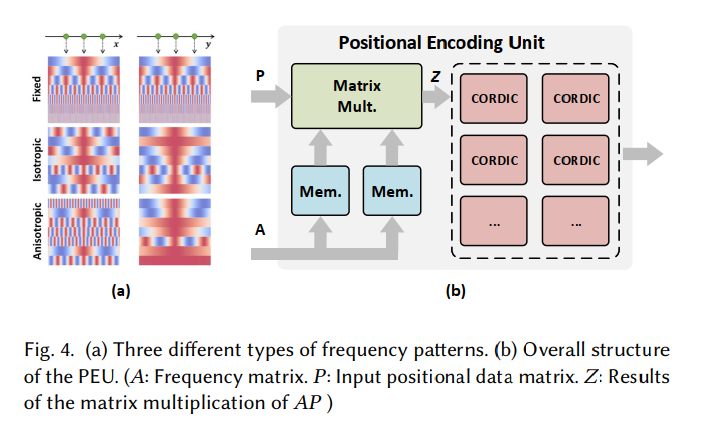 x
y
Fixed
Isotropic
Anisotropic
(a)
Positional Encoding Unit
P
Matrix
Mult.
Z
CORDIC
CORDIC
CORDIC
CORDIC
...
...
Mem.
Mem.
A
(b)
Fig. 4. (a) Three different types of frequency patterns. (b) Overall structure
of the PEU. (A: Frequency matrix. P: Input positional data matrix. Z: Results
of the matrix multiplication of AP )